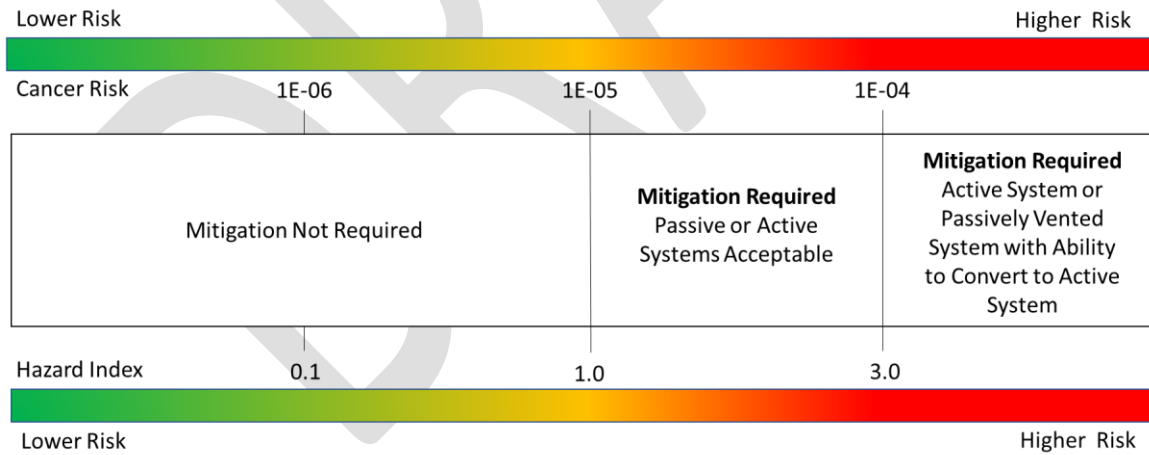 Lower Risk
Higher Risk
Cancer Risk
1E-06
1E-05
1E-04
Mitigation Not Required
Mitigation Required
Passive or Active
Systems Acceptable
Mitigation Required
Active System or
Passively Vented
System with Ability
to Convert to Active
System
Hazard Index
0.1
1.0
3.0
Lower Risk
Higher Risk